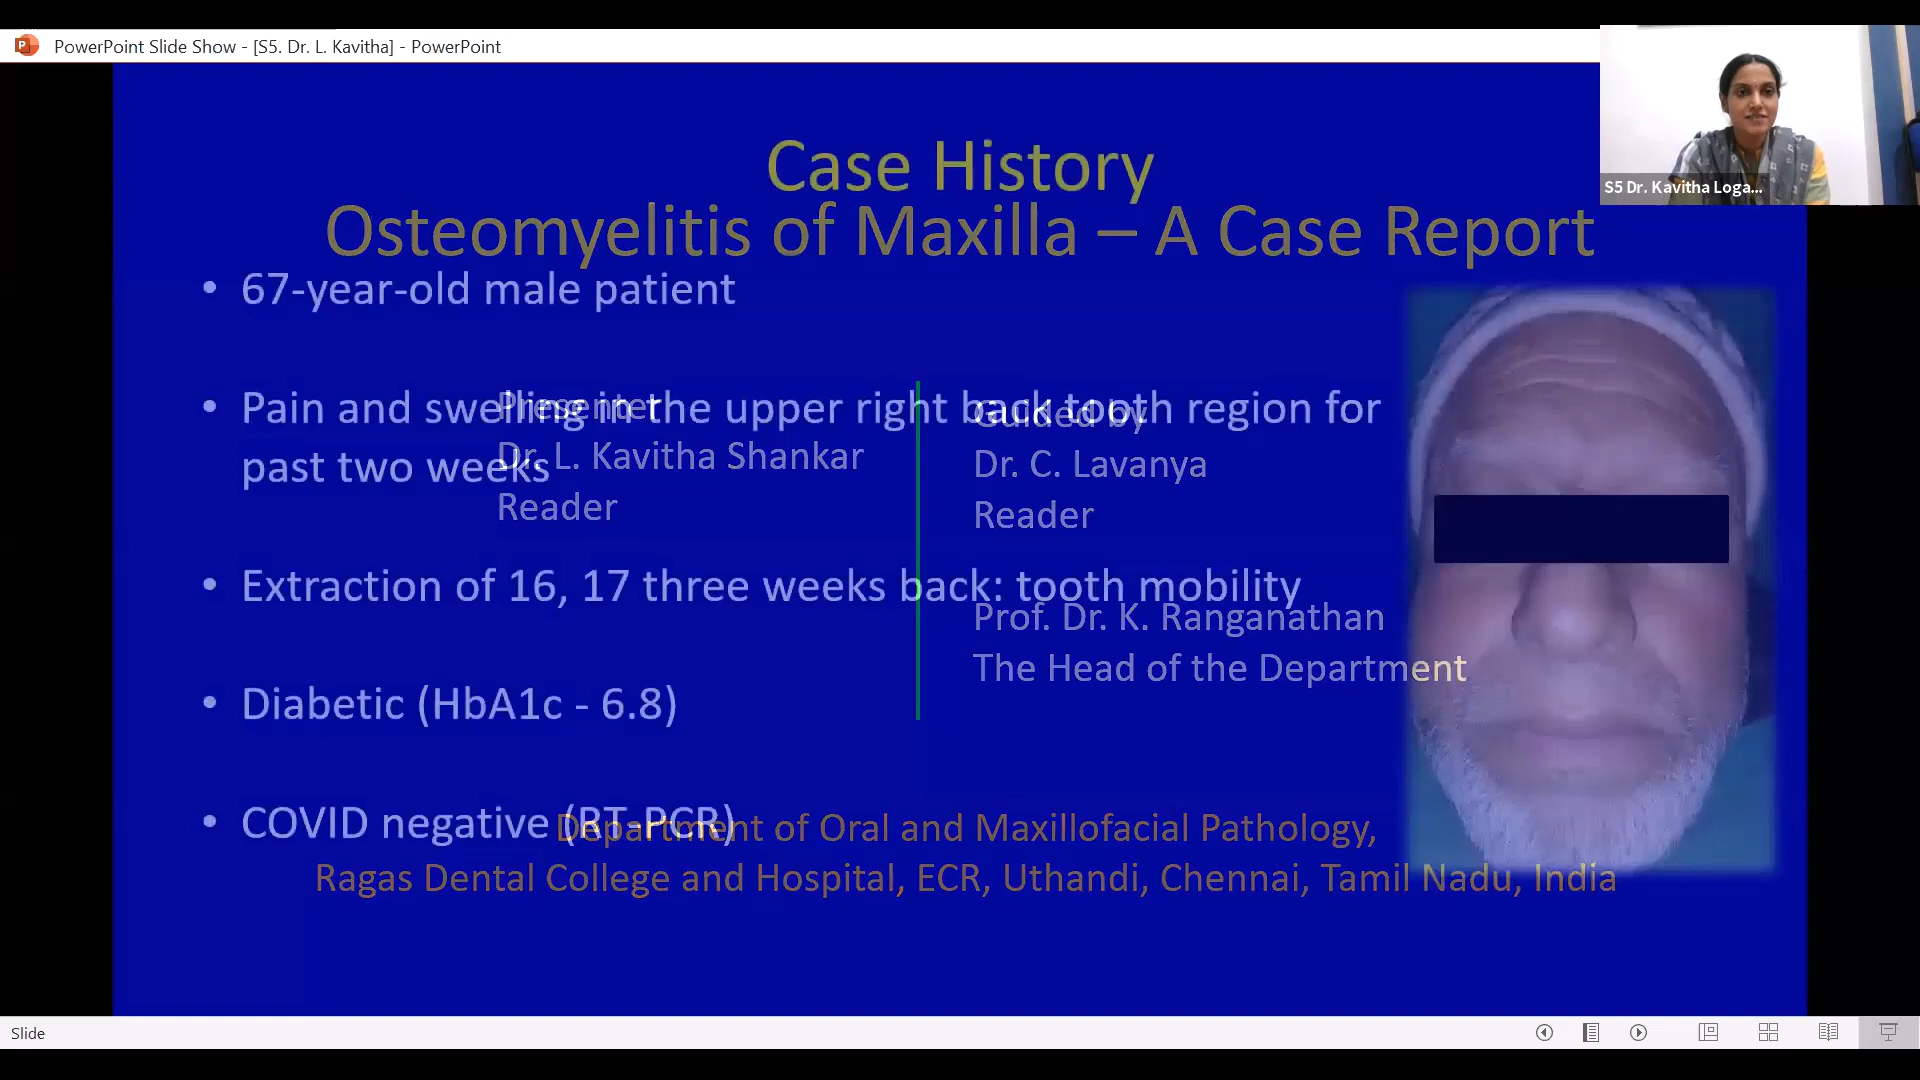 PowerPoint Slide Show - [S5. Dr. L. Kavitha] - PowerPoint
S5 Dr. Kavitha Loga...
Case History
Osteomyelitis of Maxilla – A Case Report
• 67-year-old male patient
• Pain and swelling in the upper right back tooth region for
past two weeks
Presenter
Dr. L. Kavitha Shankar
Reader
Guided by
Dr. C. Lavanya
Reader
• Extraction of 16, 17 three weeks back: tooth mobility
Prof. Dr. K. Ranganathan
The Head of the Department
• Diabetic (HbA1c - 6.8)
• COVID negative (RT-PCR)
Department of Oral and Maxillofacial Pathology,
Ragas Dental College and Hospital, ECR, Uthandi, Chennai, Tamil Nadu, India
Slide